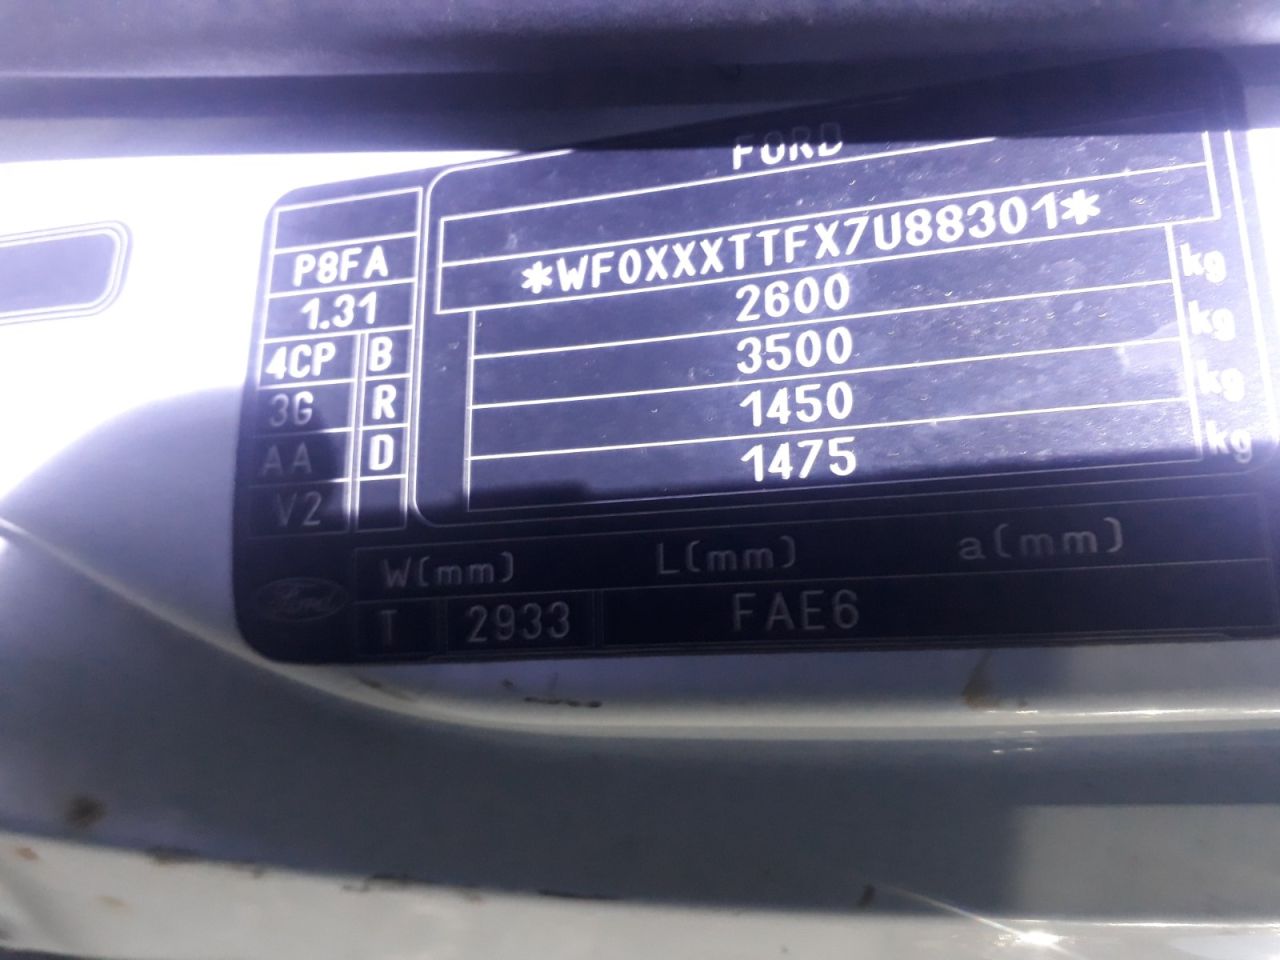 FORD
*WF0XXXTTFX7U88301*
P8FA
2600 kg
1.31
3500 kg
4CP B
1450 kg
3G R
1475 kg
AA D
V2
W(mm) L(mm) a(mm)
Ford
T 2933 FAE6